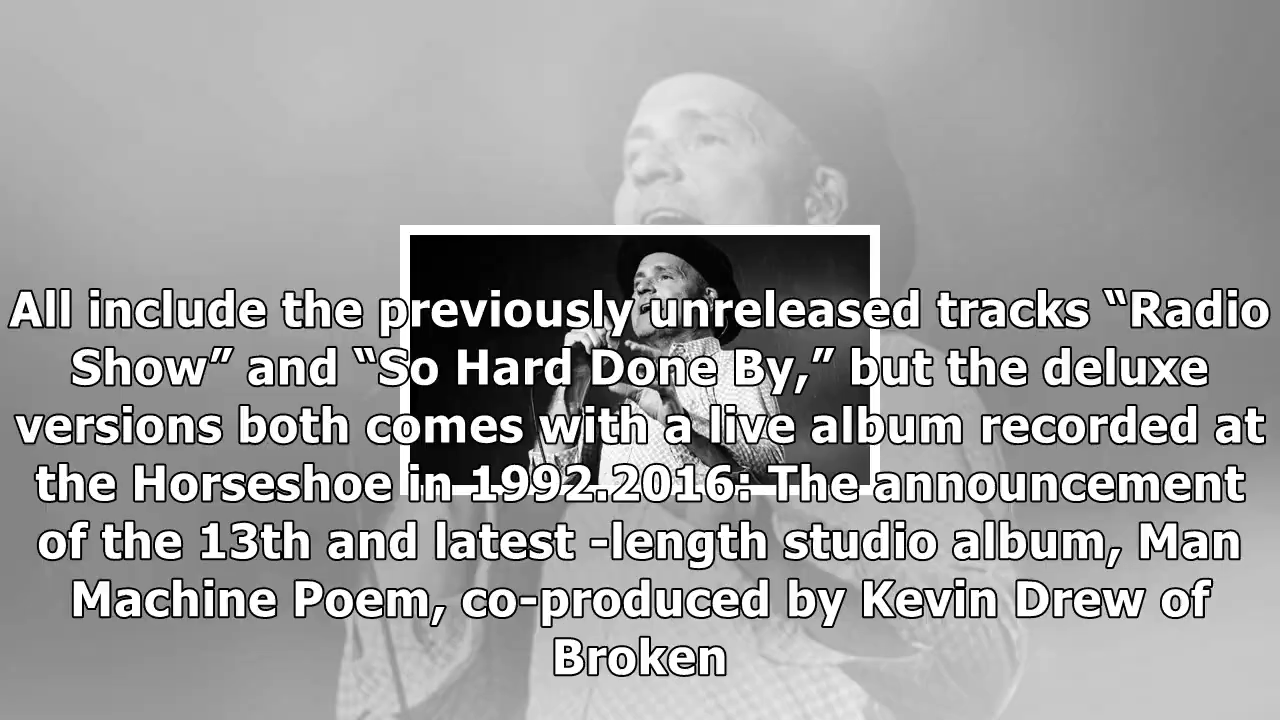 All include the previously unreleased tracks “Radio
Show” and “So Hard Done By,” but the deluxe
versions both comes with a live album recorded at
the Horseshoe in 1992.2016: The announcement
of the 13th and latest -length studio album, Man
Machine Poem, co-produced by Kevin Drew of
Broken